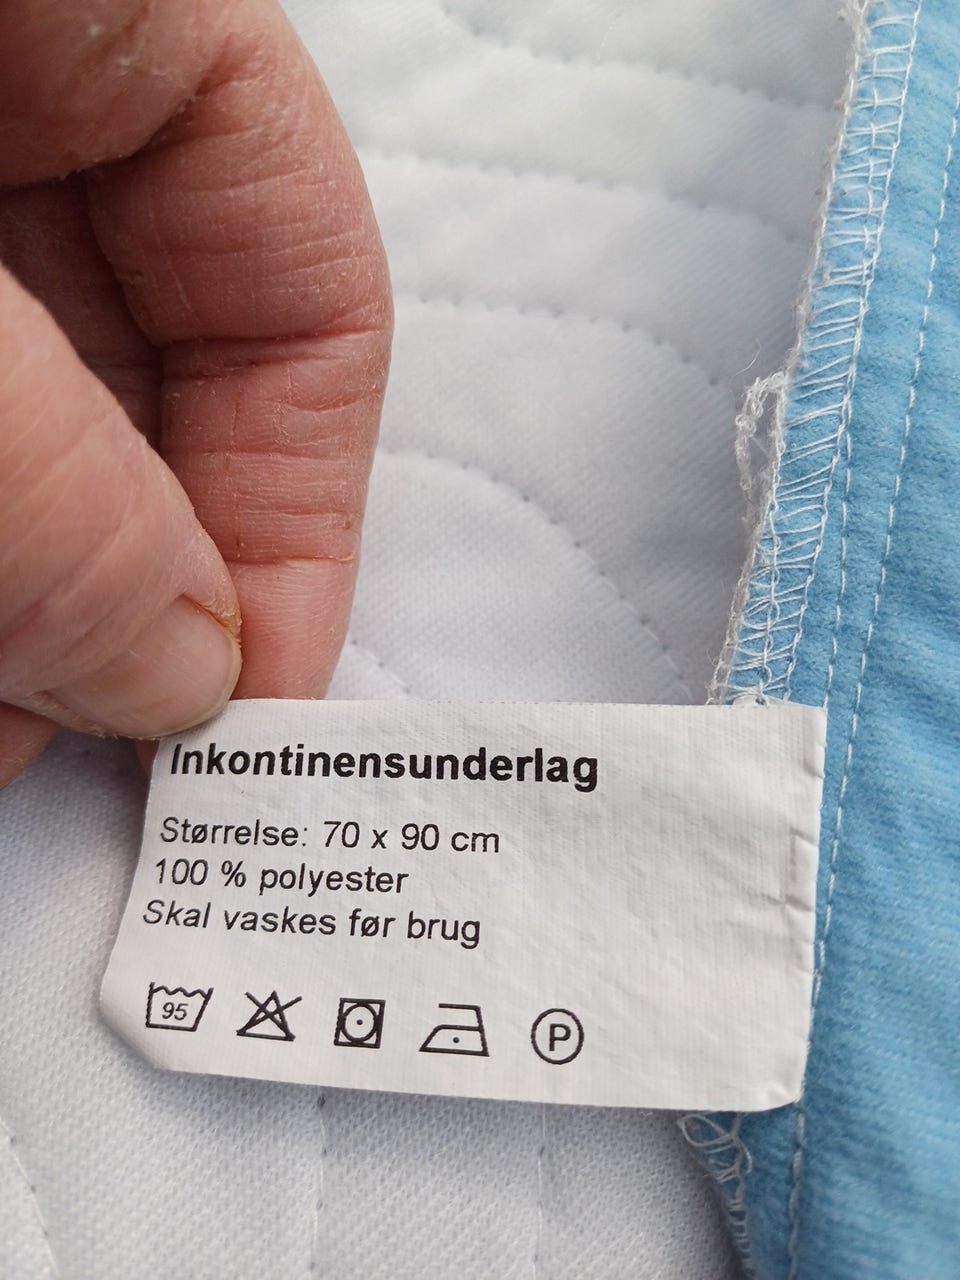 Inkontinensunderlag
Størrelse: 70 x 90 cm
100 % polyester
Skal vaskes før brug
95 P